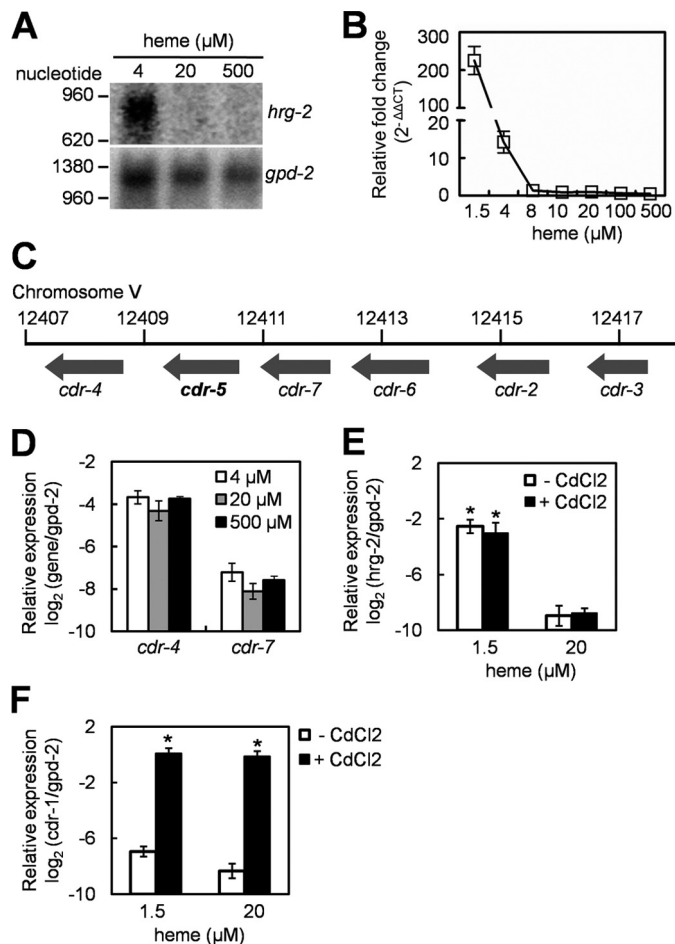 A
heme (µM)
nucleotide 4 20 500
960
620
hrg-2
1380
960
gpd-2
B
Relative fold change
(2^-ΔΔCT)
300
200
100
20
10
0
1.5 4 8 10 20 100 500
heme (µM)
C
Chromosome V
12407 12409 12411 12413 12415 12417
cdr-4 cdr-5 cdr-7 cdr-6 cdr-2 cdr-3
D
Relative expression
log2 (gene/gpd-2)
-2
-4
-6
-8
-10
4 µM
20 µM
500 µM
cdr-4 cdr-7
E
Relative expression
log2 (hrg-2/gpd-2)
2
-2
-6
-10
- CdCl2
+ CdCl2
* *
1.5 20
heme (µM)
F
Relative expression
log2 (cdr-1/gpd-2)
2
-2
-6
-10
- CdCl2
+ CdCl2
* *
1.5 20
heme (µM)